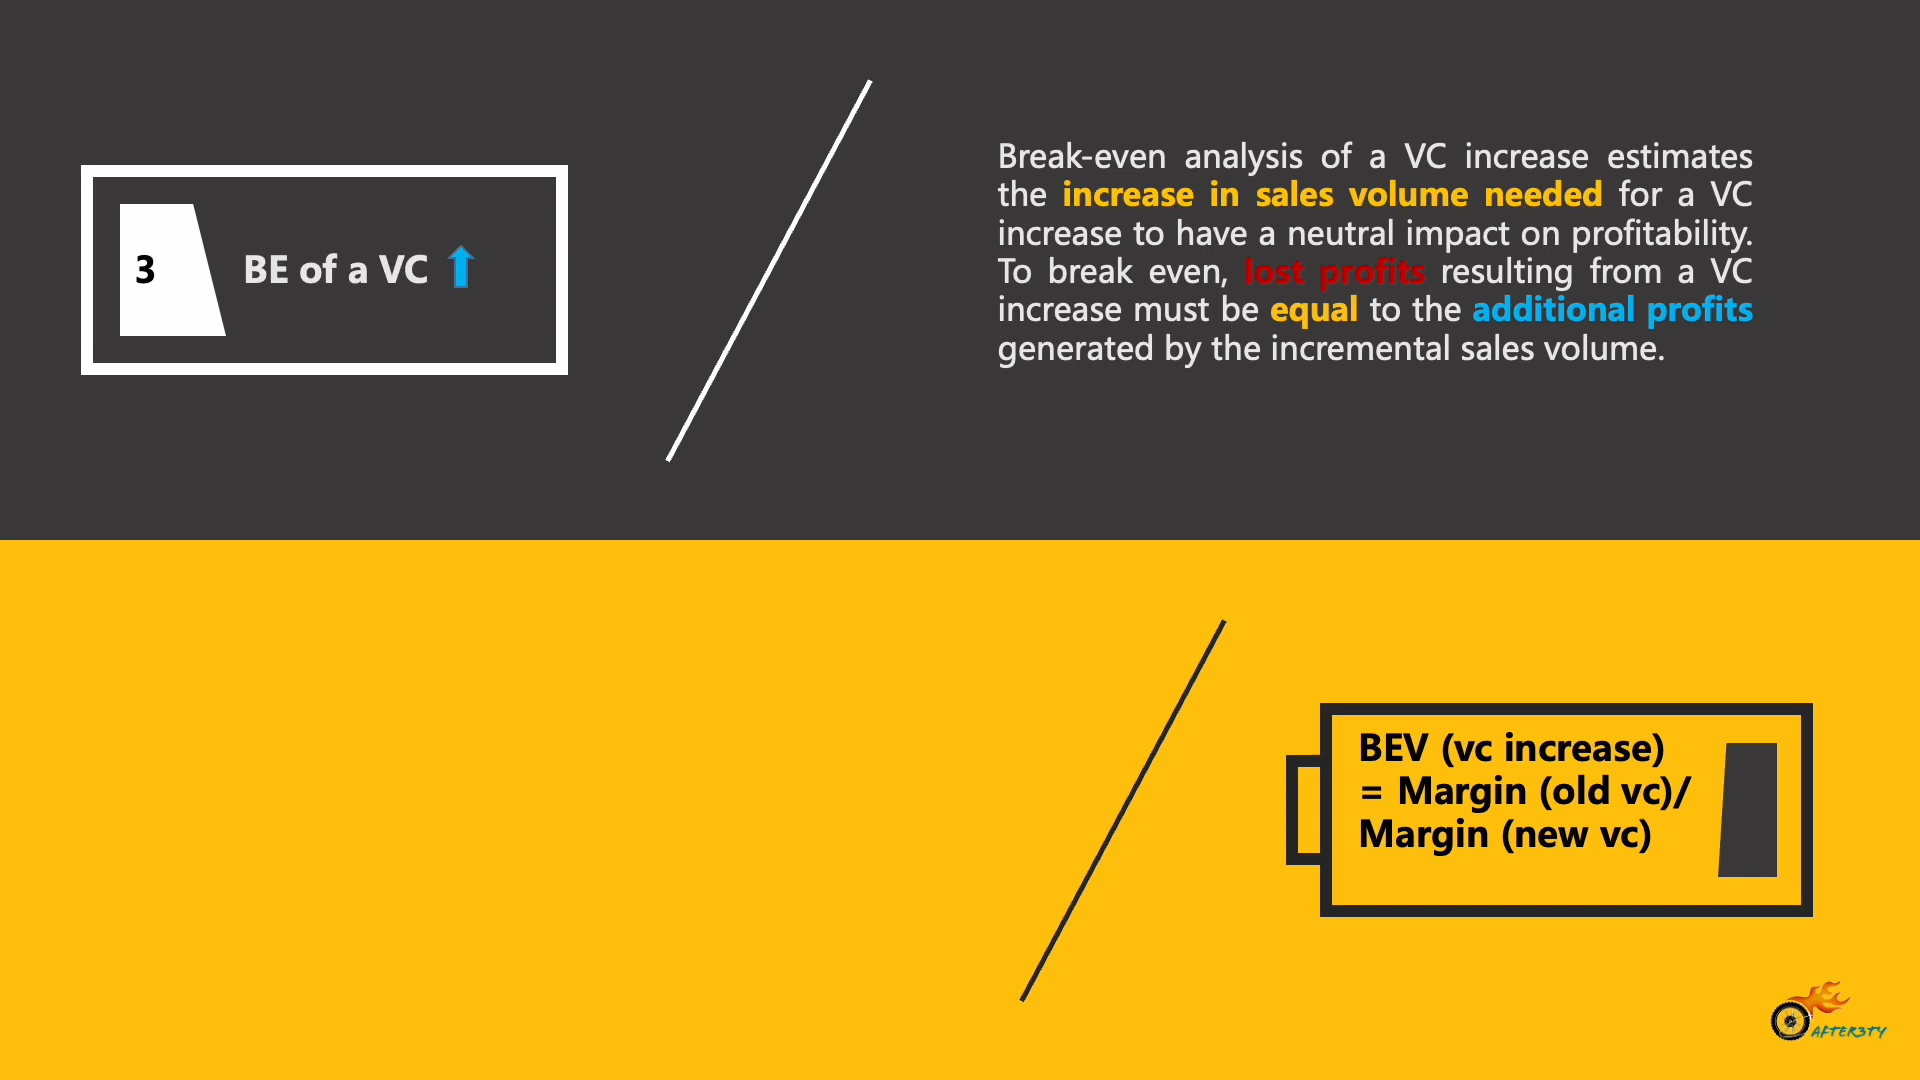 3
BE of a VC
Break-even analysis of a VC increase estimates
the increase in sales volume needed for a VC
increase to have a neutral impact on profitability.
To break even, lost profits resulting from a VC
increase must be equal to the additional profits
generated by the incremental sales volume.
BEV (vc increase)
= Margin (old vc)/
Margin (new vc)
AFTER3TY